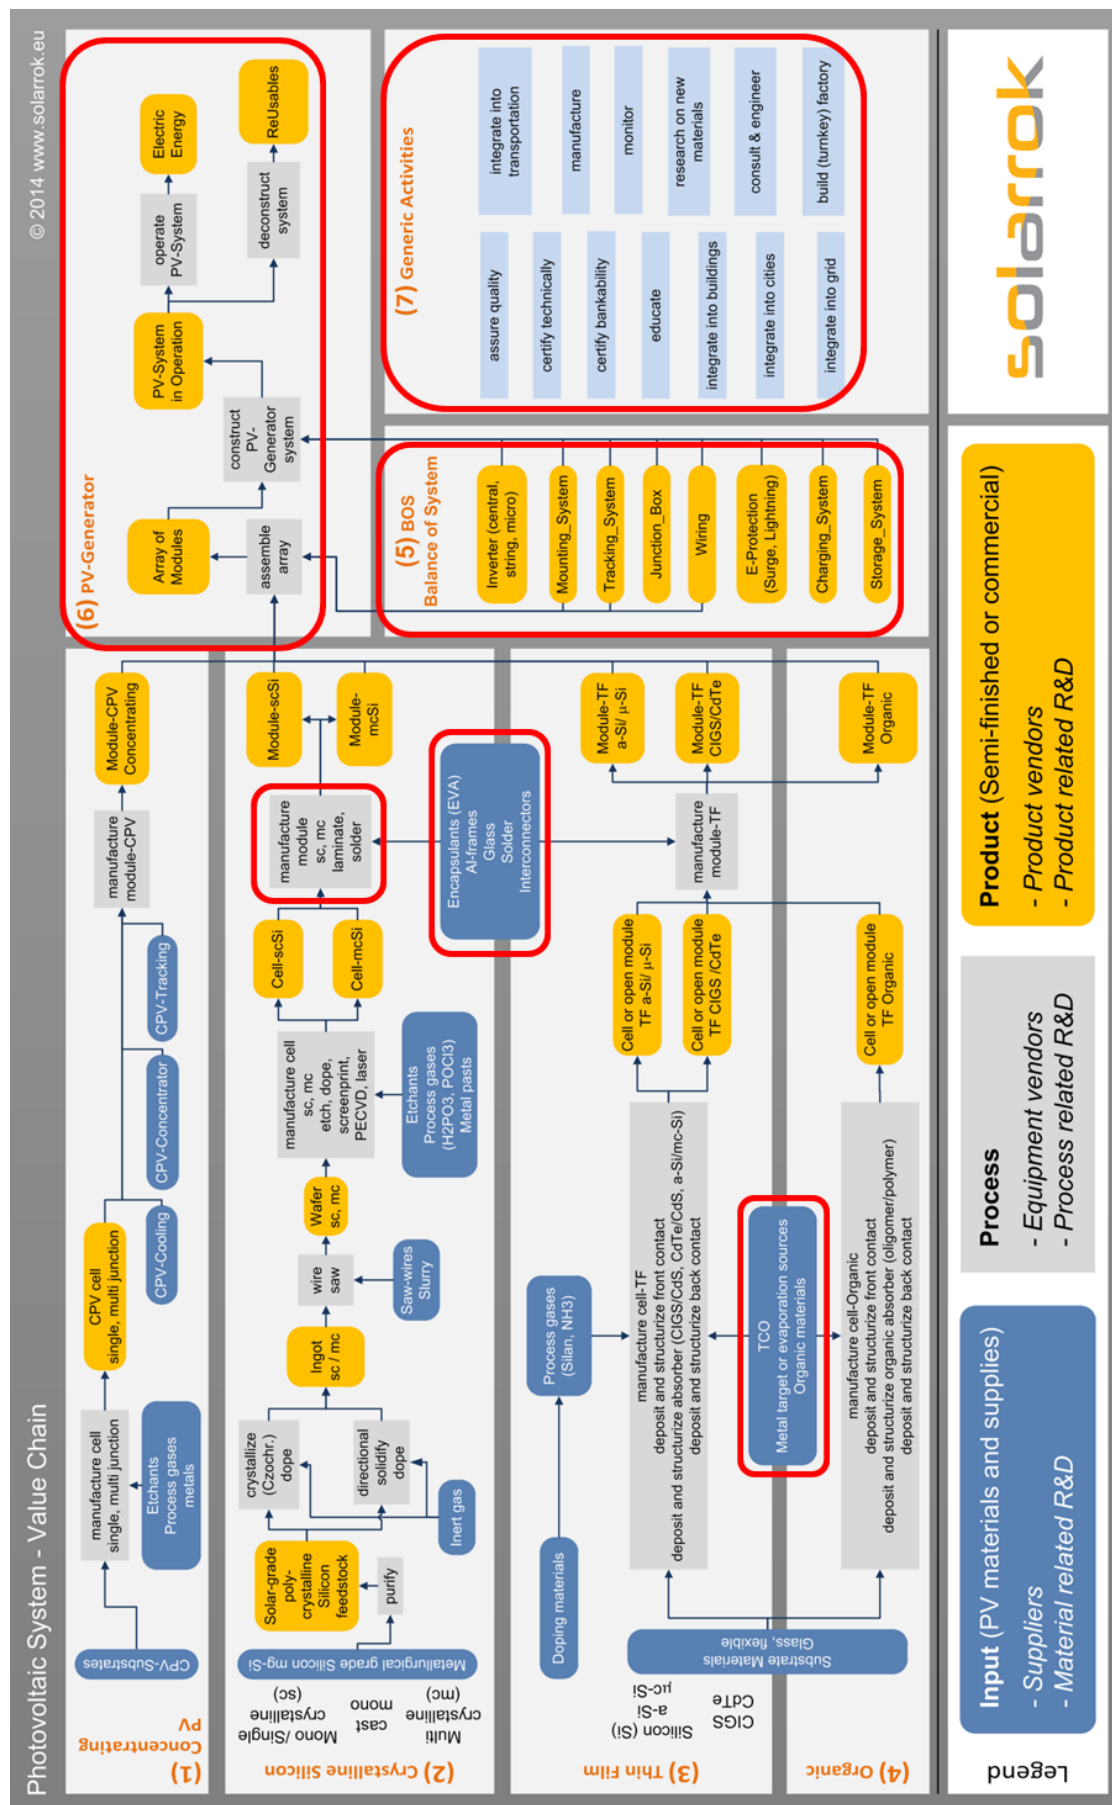 Photovoltaic System - Value Chain
© 2014 www.solarrok.eu
(1) Concentrating
PV
CPV-Substrates
manufacture cell
single, multi junction
Etchants
Process gases
metals
CPV cell
single, multi junction
CPV-Cooling
CPV-Concentrator
CPV-Tracking
manufacture
module-CPV
Module-CPV
Concentrating
(2) Crystalline Silicon
Mono /Single
crystalline
(sc)
cast
mono
Multi
crystalline
(mc)
Metallurgical grade Silicon mg-Si
purify
Solar-grade
poly-
crystalline
Silicon
feedstock
Inert gas
crystallize
(Czochr.)
dope
directional
solidify
dope
Ingot
sc / mc
wire
saw
Saw-wires
Slurry
Wafer
sc, mc
manufacture cell
sc, mc
etch, dope,
screenprint,
PECVD, laser
Etchants
Process gases
(H2PO3, POCl3)
Metal pasts
Cell-scSi
Cell-mcSi
manufacture
module
sc, mc
laminate,
solder
Encapsulants (EVA)
Al-frames
Glass
Solder
Interconnectors
Module-scSi
Module-
mcSi
(3) Thin Film
Silicon (Si)
a-Si
µc-Si
CIGS
CdTe
Doping materials
Process gases
(Silan, NH3)
Substrate Materials
Glass, flexible
manufacture cell-TF
deposit and structurize front contact
deposit and structurize absorber (CIGS/CdS, CdTe/CdS, a-Si/mc-Si)
deposit and structurize back contact
TCO
Metal target or evaporation sources
Organic materials
Cell or open module
TF a-Si/ µ-Si
Cell or open module
TF CIGS /CdTe
manufacture
module-TF
Module-TF
a-Si/ µ-Si
Module-TF
CIGS/CdTe
(4) Organic
manufacture cell-Organic
deposit and structurize front contact
deposit and structurize organic absorber (oligomer/polymer)
deposit and structurize back contact
Cell or open module
TF Organic
Module-TF
Organic
(5) BOS
Balance of System
Inverter (central,
string, micro)
Mounting_System
Tracking_System
Junction_Box
Wiring
E-Protection
(Surge, Lightning)
Charging_System
Storage_System
(6) PV-Generator
assemble
array
Array of
Modules
construct
PV-
Generator
system
PV-System
in Operation
operate
PV-System
Electric
Energy
deconstruct
system
ReUsables
(7) Generic Activities
assure quality
certify technically
certify bankability
educate
integrate into buildings
integrate into cities
integrate into grid
integrate into
transportation
manufacture
monitor
research on new
materials
consult & engineer
build (turnkey) factory
Legend
Input (PV materials and supplies)
- Suppliers
- Material related R&D
Process
- Equipment vendors
- Process related R&D
Product (Semi-finished or commercial)
- Product vendors
- Product related R&D
solarrok